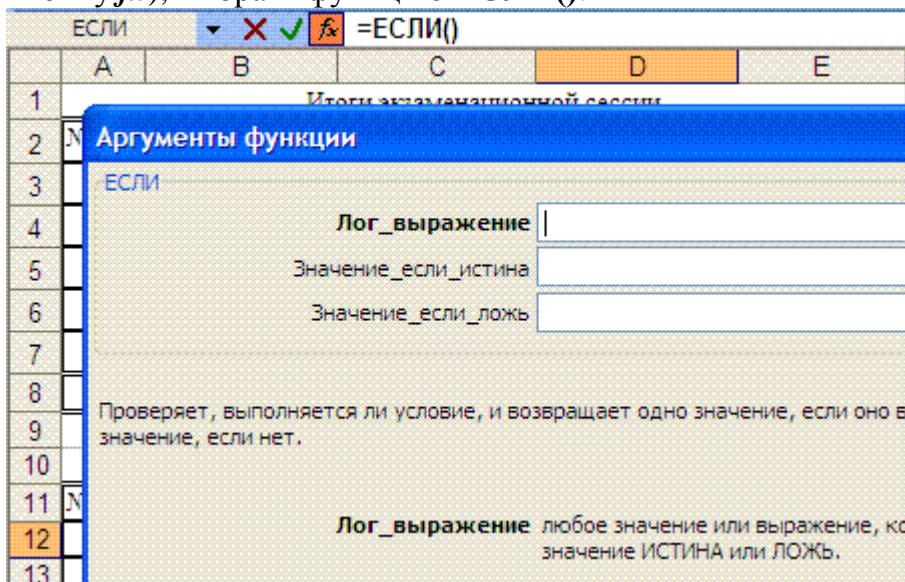 ЕСЛИ =ЕСЛИ()
A B C D E
1 Итоги экзаменационной сессии
2 Аргументы функции
3 ЕСЛИ
4 Лог_выражение
5 Значение_если_истина
6 Значение_если_ложь
7
8
Проверяет, выполняется ли условие, и возвращает одно значение, если оно в
9 значение, если нет.
10
11 N
Лог_выражение любое значение или выражение, ко
12 значение ИСТИНА или ЛОЖЬ.
13